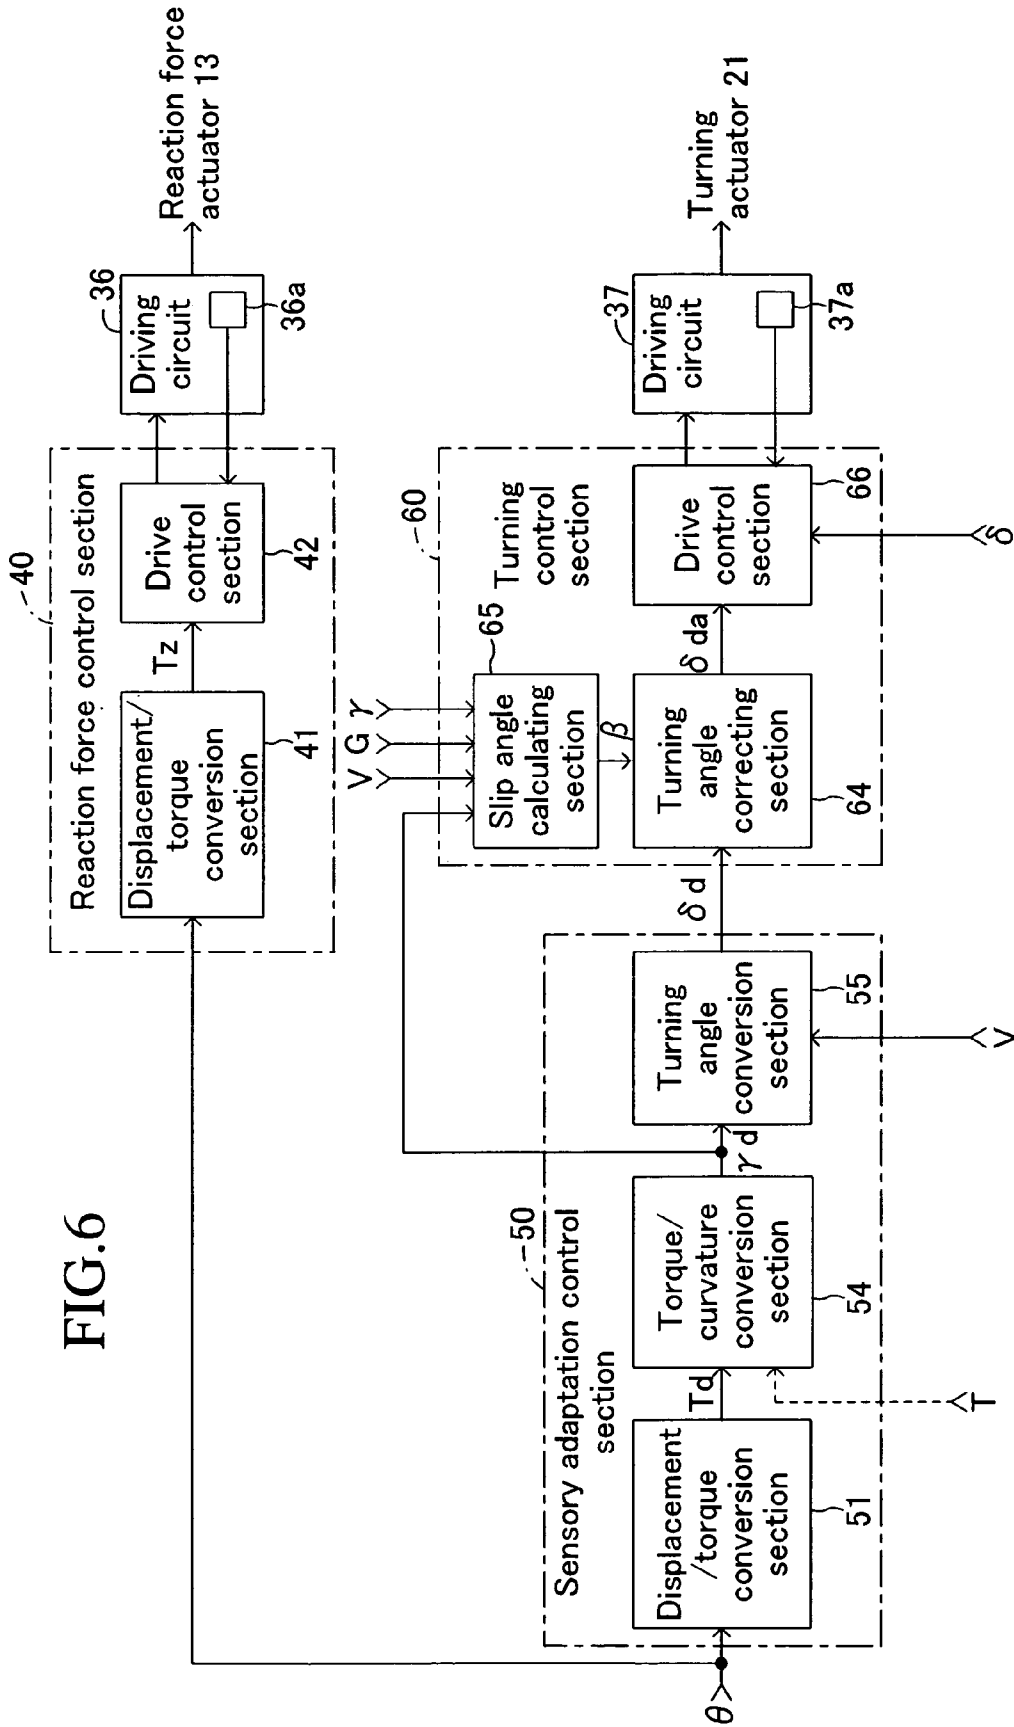 FIG.6
40
Reaction force control section
Displacement/
torque
conversion
section
41
Tz
Drive
control
section
42
36
Driving
circuit
36a
Reaction force
actuator 13
50
Sensory adaptation control
section
θ
Displacement
/torque
conversion
section
51
Td
T
Torque/
curvature
conversion
section
54
γd
Turning
angle
conversion
section
55
V
δd
60
Turning
control
section
V
G
γ
Slip angle
calculating
section
65
β
Turning
angle
correcting
section
64
δda
Drive
control
section
66
δ
37
Driving
circuit
37a
Turning
actuator 21